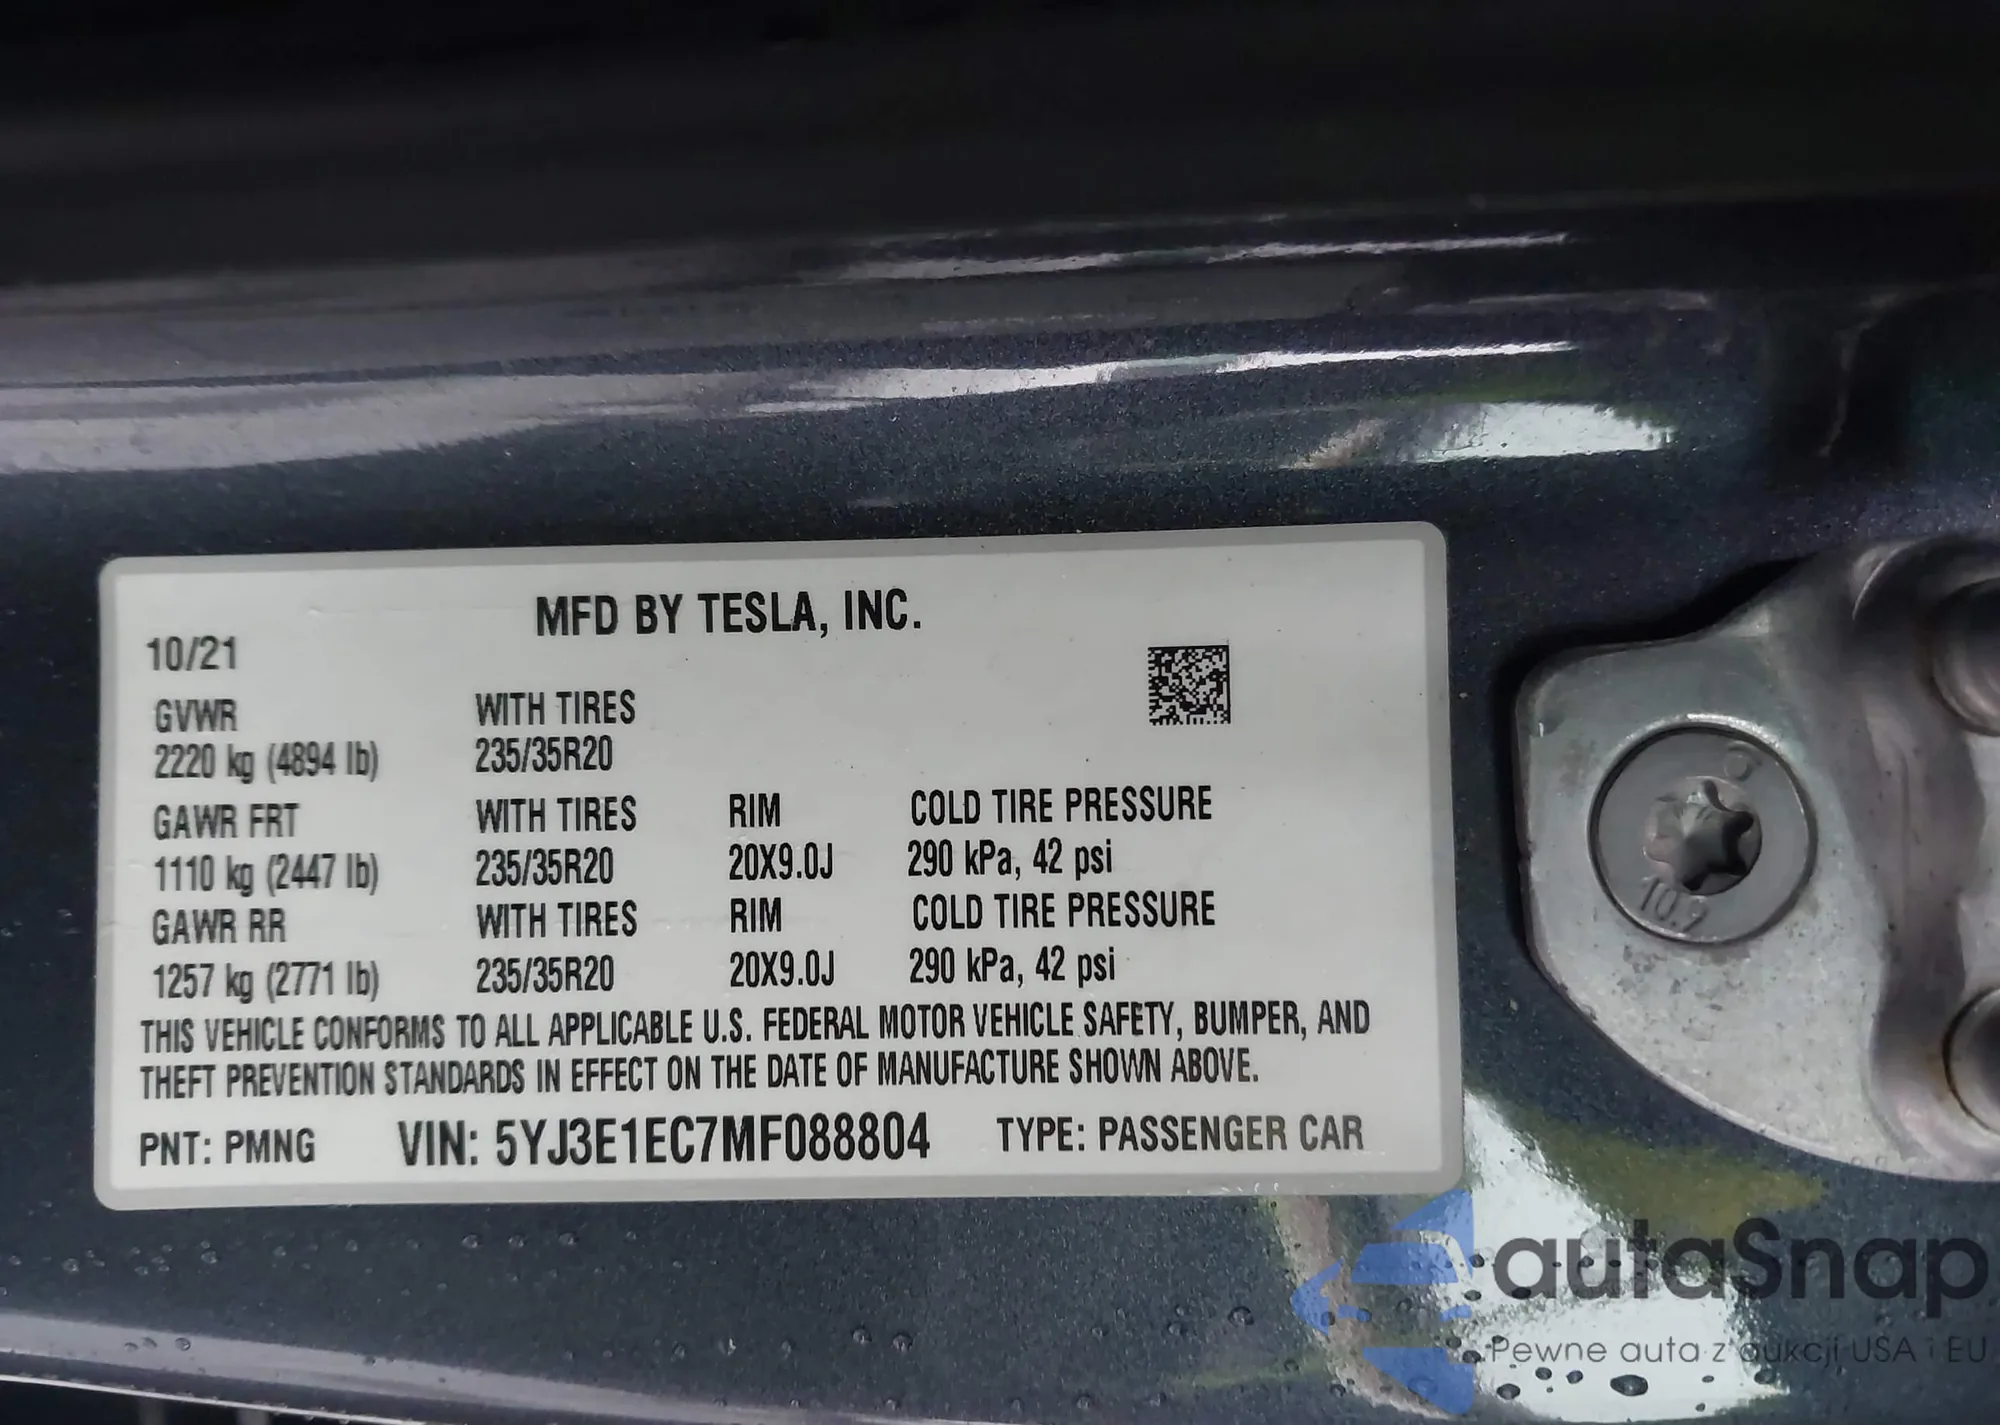 MFD BY TESLA, INC.
10/21
GVWR WITH TIRES
2220 kg (4894 lb) 235/35R20
GAWR FRT WITH TIRES RIM COLD TIRE PRESSURE
1110 kg (2447 lb) 235/35R20 20X9.0J 290 kPa, 42 psi
GAWR RR WITH TIRES RIM COLD TIRE PRESSURE
1257 kg (2771 lb) 235/35R20 20X9.0J 290 kPa, 42 psi
THIS VEHICLE CONFORMS TO ALL APPLICABLE U.S. FEDERAL MOTOR VEHICLE SAFETY, BUMPER, AND
THEFT PREVENTION STANDARDS IN EFFECT ON THE DATE OF MANUFACTURE SHOWN ABOVE.
PNT: PMNG VIN: 5YJ3E1EC7MF088804 TYPE: PASSENGER CAR
10.9
autaSnap
Pewne auta z aukcji USA i EU